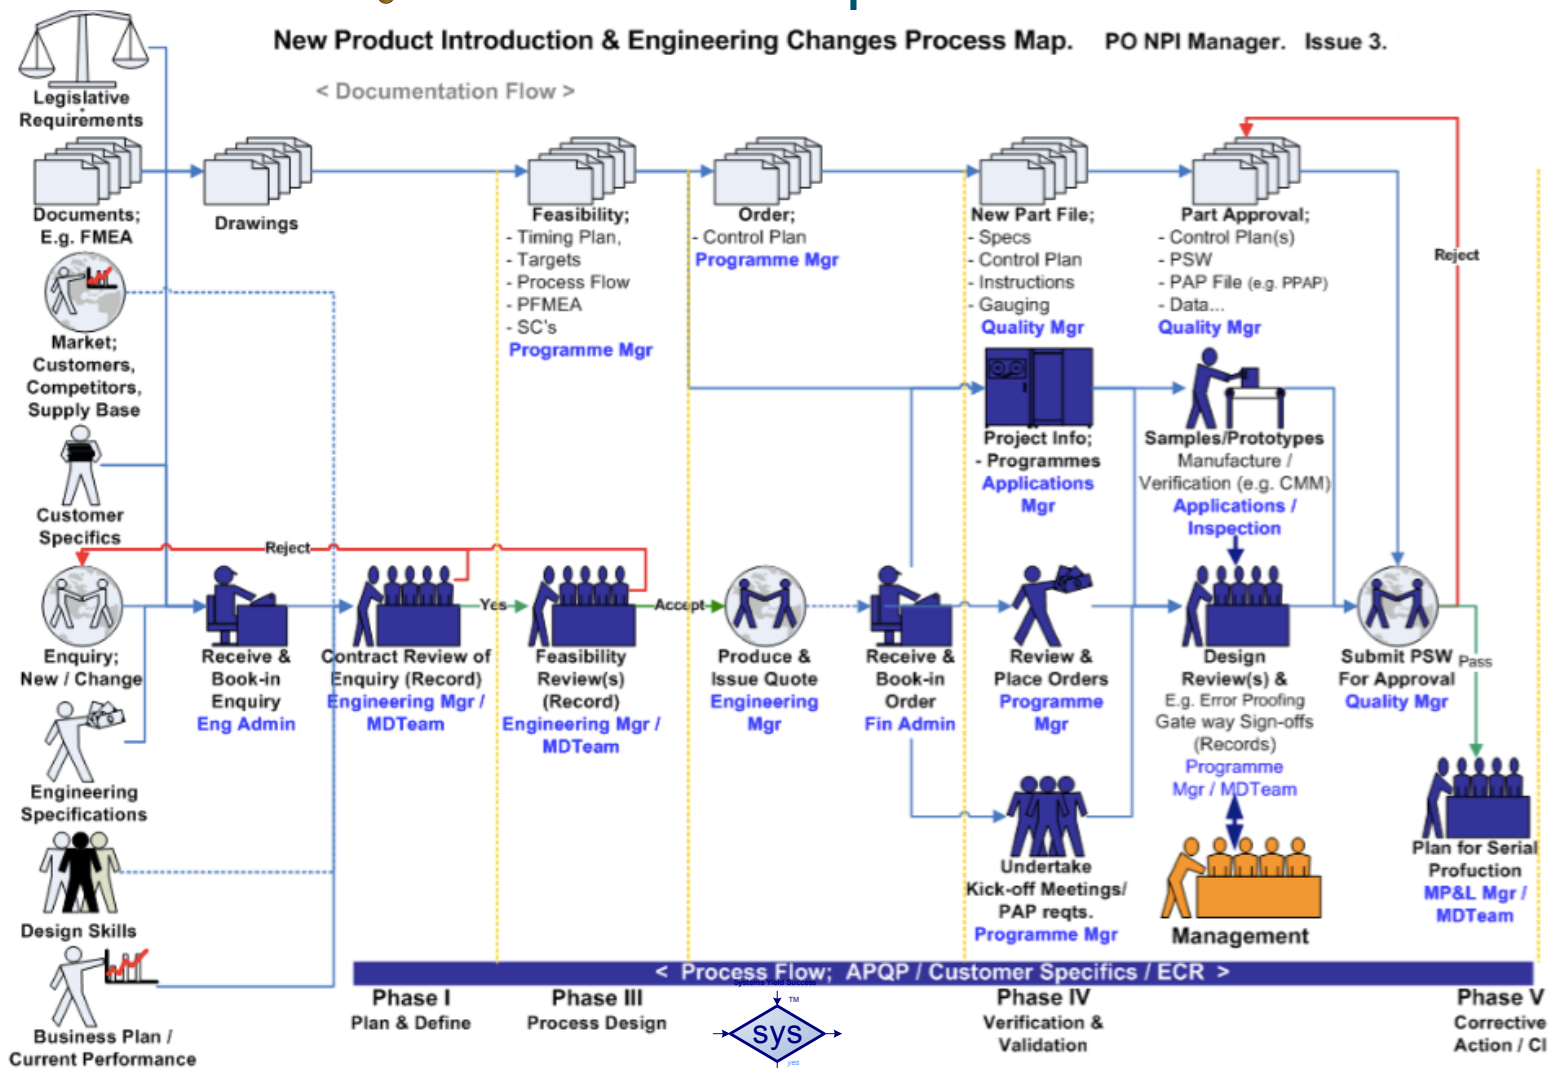 New Product Introduction & Engineering Changes Process Map.   PO NPI Manager.   Issue 3.
< Documentation Flow >
Legislative
Requirements
Documents;
E.g. FMEA
Drawings
Feasibility;
- Timing Plan,
- Targets
- Process Flow
- PFMEA
- SC's
Programme Mgr
Order;
- Control Plan
Programme Mgr
New Part File;
- Specs
- Control Plan
- Instructions
- Gauging
Quality Mgr
Part Approval;
- Control Plan(s)
- PSW
- PAP File (e.g. PPAP)
- Data...
Quality Mgr
Reject
Market;
Customers,
Competitors,
Supply Base
Customer
Specifics
Project Info;
- Programmes
Applications
Mgr
Samples/Prototypes
Manufacture /
Verification (e.g. CMM)
Applications /
Inspection
Reject
Yes
Accept
Enquiry;
New / Change
Receive &
Book-in
Enquiry
Eng Admin
Contract Review of
Enquiry (Record)
Engineering Mgr /
MDTeam
Feasibility
Review(s)
(Record)
Engineering Mgr /
MDTeam
Produce &
Issue Quote
Engineering
Mgr
Receive &
Book-in
Order
Fin Admin
Review &
Place Orders
Programme
Mgr
Design
Review(s) &
E.g. Error Proofing
Gate way Sign-offs
(Records)
Programme
Mgr / MDTeam
Submit PSW
For Approval
Quality Mgr
Pass
Engineering
Specifications
Undertake
Kick-off Meetings/
PAP reqts.
Programme Mgr
Management
Plan for Serial
Profuction
MP&L Mgr /
MDTeam
Design Skills
Business Plan /
Current Performance
< Process Flow; APQP / Customer Specifics / ECR >
Phase I
Plan & Define
Phase III
Process Design
Phase IV
Verification &
Validation
Phase V
Corrective
Action / CI
Systems Yield Success
TM
sys
yes